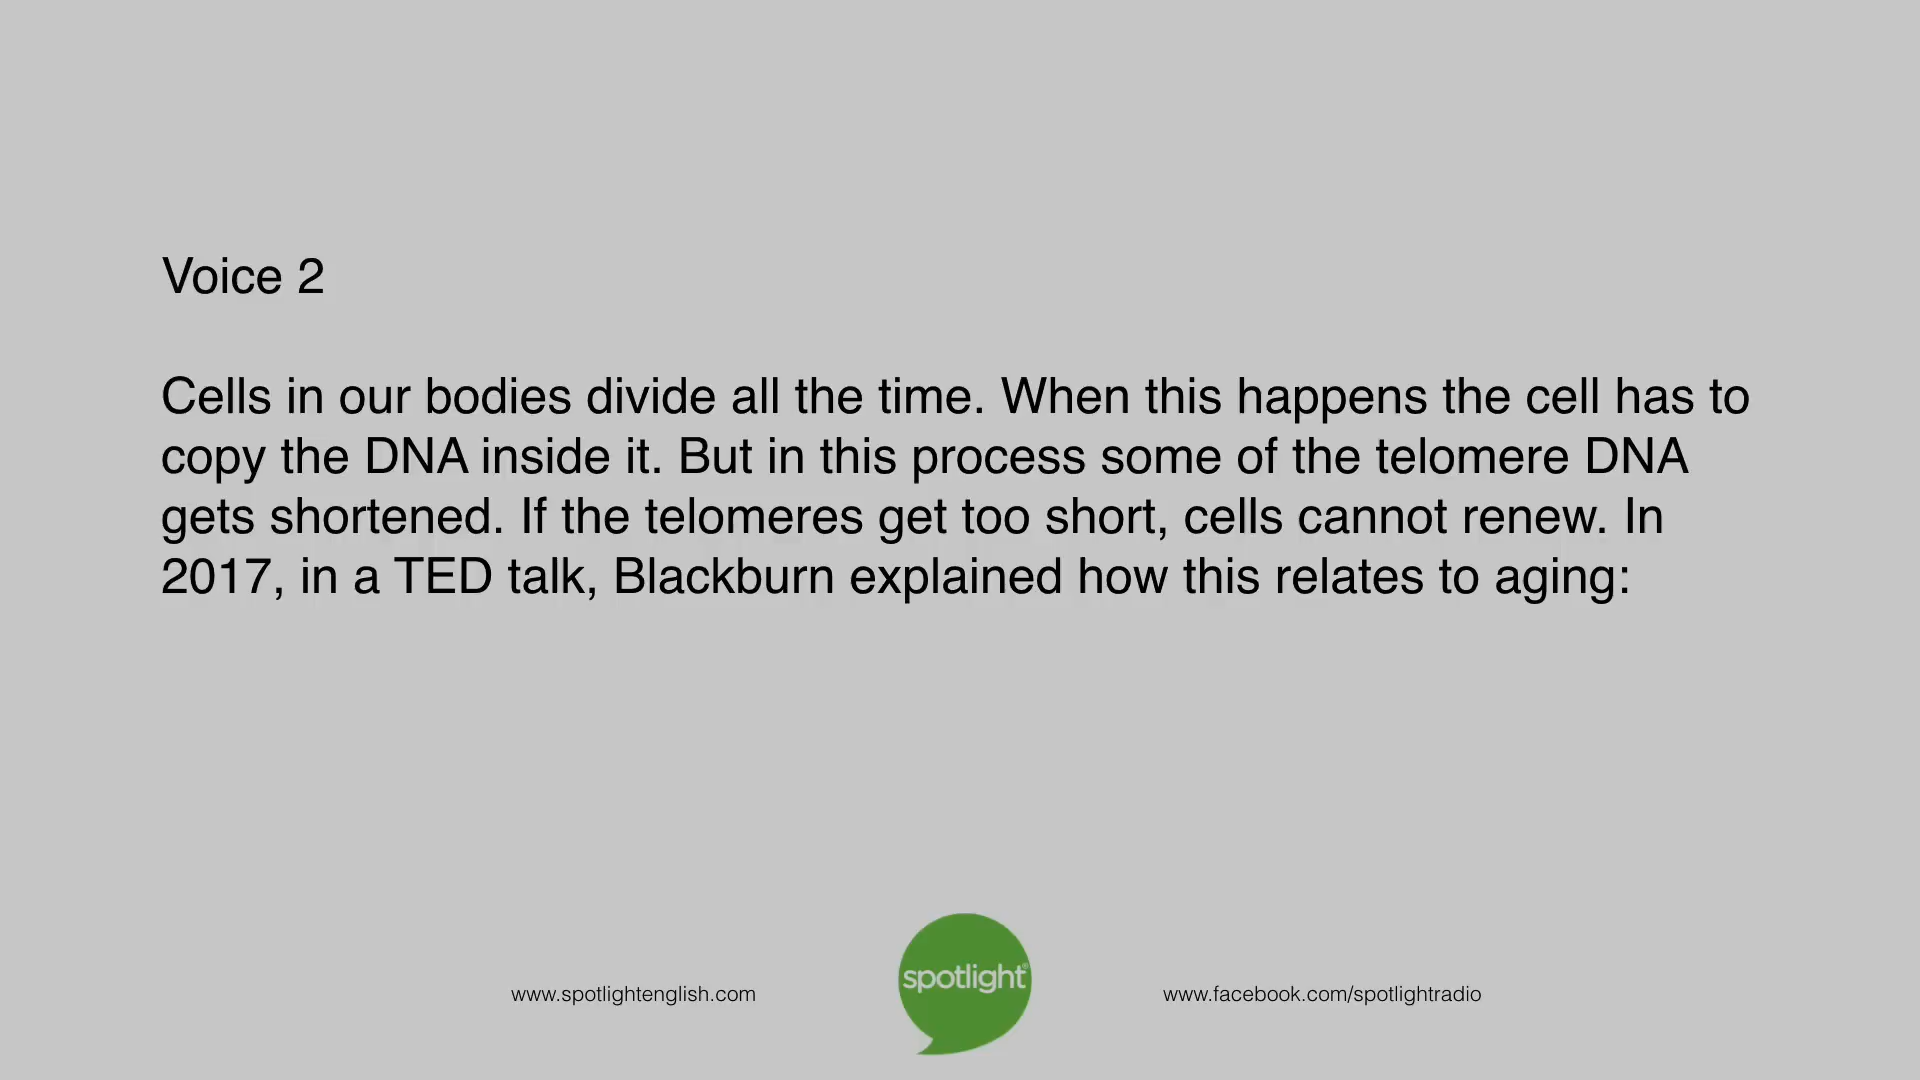 Voice 2
Cells in our bodies divide all the time. When this happens the cell has to
copy the DNA inside it. But in this process some of the telomere DNA
gets shortened. If the telomeres get too short, cells cannot renew. In
2017, in a TED talk, Blackburn explained how this relates to aging:
spotlight®
www.spotlightenglish.com
www.facebook.com/spotlightradio